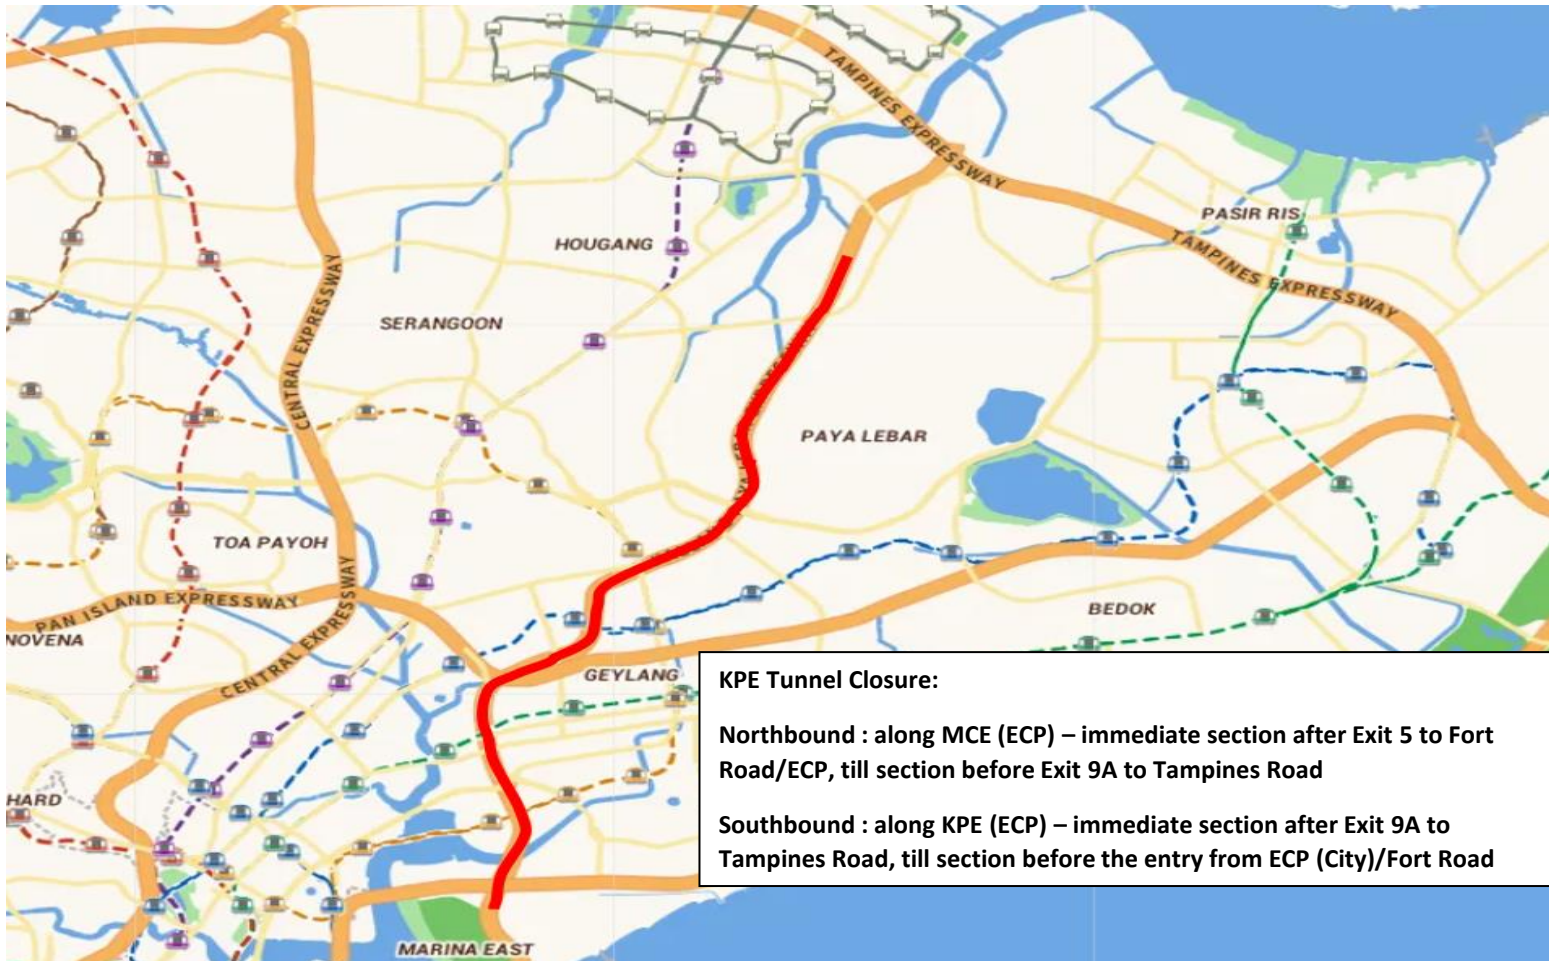 TAMPINES EXPRESSWAY
PASIR RIS
TAMPINES EXPRESSWAY
HOUGANG
CENTRAL EXPRESSWAY
SERANGOON
PAYA LEBAR
TOA PAYOH
PAN ISLAND EXPRESSWAY
NOVENA
CENTRAL EXPRESSWAY
BEDOK
GEYLANG
HARD
MARINA EAST
KPE Tunnel Closure:
Northbound : along MCE (ECP) – immediate section after Exit 5 to Fort
Road/ECP, till section before Exit 9A to Tampines Road
Southbound : along KPE (ECP) – immediate section after Exit 9A to
Tampines Road, till section before the entry from ECP (City)/Fort Road